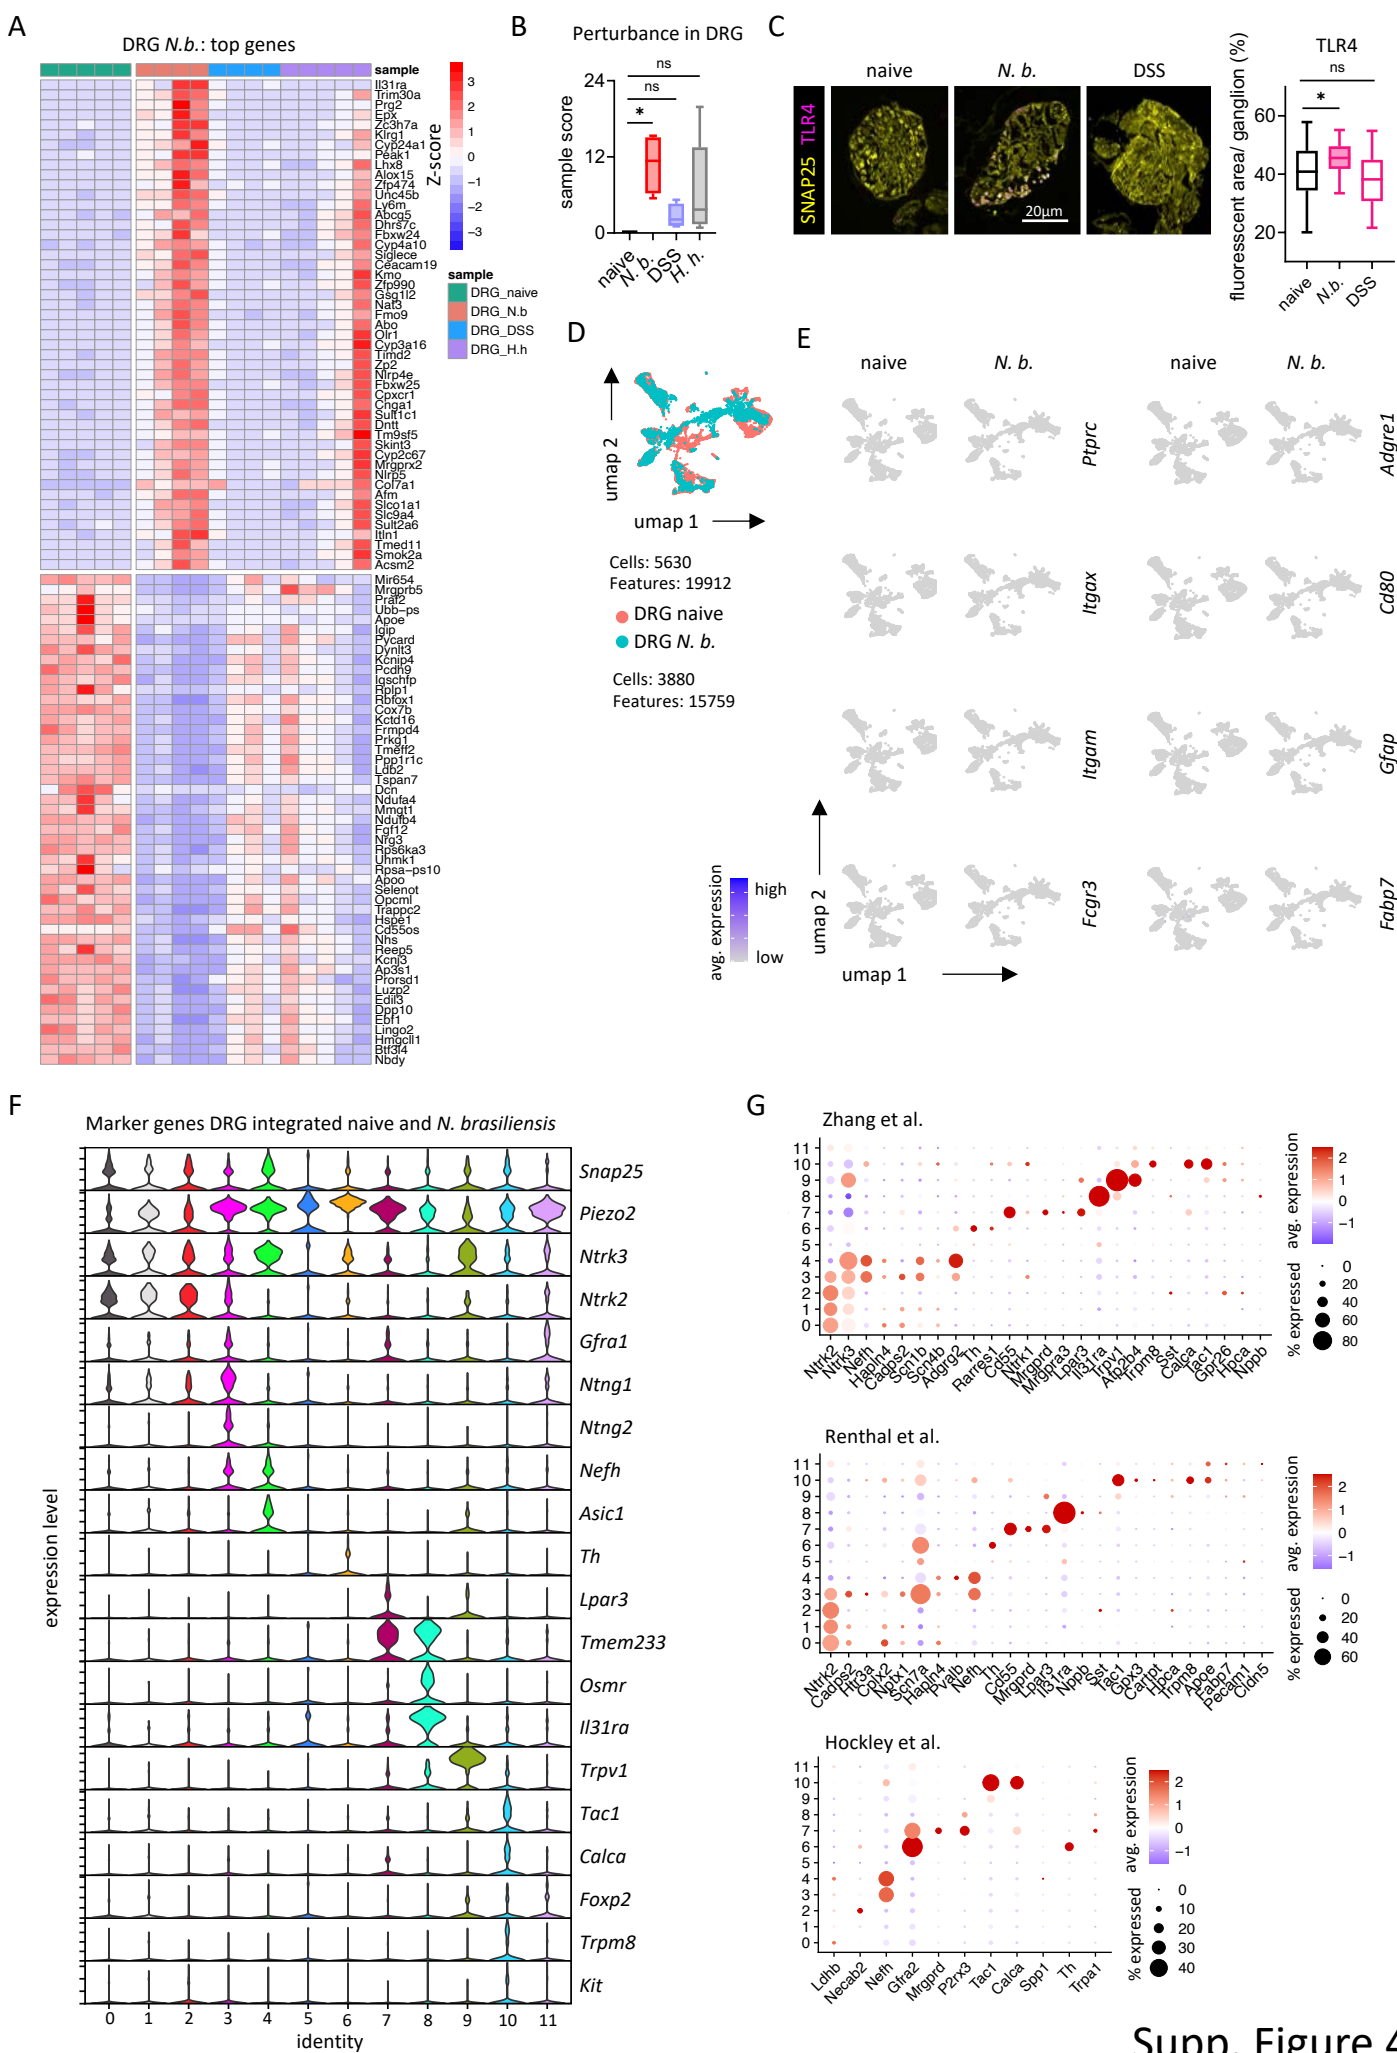 A
DRG N.b.: top genes
sample
Il31ra
Trim30a
Prg2
Epx
Zc3h7a
Klrg1
Cyp24a1
Peak1
Lhx8
Alox15
Zfp474
Unc45b
Ly6m
Abcg5
Dhrs7c
Fbxw24
Cyp4a10
Siglece
Ceacam19
Kmo
Zfp990
Gsg1l2
Nat3
Fmo9
Abo
Olr1
Cyp3a16
Timd2
Zp2
Nlrp4e
Fbxw25
Cpxcr1
Cnga1
Sult1c1
Dntt
Tm9sf5
Skint3
Cyp2c67
Mrgprx2
Nlrp5
Col7a1
Afm
Slco1a1
Slc9a4
Sult2a6
Itln1
Tmed11
Smok2a
Acsm2
Mir654
Mrgprb5
Praf2
Ubb-ps
Apoe
Igip
Pycard
Dynlt3
Kcnip4
Pcdh9
Igschfp
Rplp1
Rbfox1
Cox7b
Kctd16
Frmpd4
Prkg1
Tmeff2
Ppp1r1c
Ldb2
Tspan7
Dcn
Ndufa4
Mmgt1
Ndufb4
Fgf12
Nrg3
Rps6ka3
Uhmk1
Rpsa-ps10
Apoo
Selenot
Opcml
Trappc2
Hspe1
Cd55os
Nhs
Reep5
Kcnj3
Ap3s1
Prorsd1
Luzp2
Edil3
Dpp10
Ebf1
Lingo2
Hmgcll1
Btf3l4
Nbdy
Z-score
3
2
1
0
−1
−2
−3
sample
DRG_naive
DRG_N.b
DRG_DSS
DRG_H.h
B
Perturbance in DRG
sample score
24
12
0
ns
ns
*
naive
N. b.
DSS
H. h.
C
naive
N. b.
DSS
SNAP25 TLR4
20µm
TLR4
fluorescent area/ ganglion (%)
60
40
20
ns
*
naive
N.b.
DSS
D
umap 2
umap 1
Cells: 5630
Features: 19912
DRG naive
DRG N. b.
Cells: 3880
Features: 15759
E
naive
N. b.
naive
N. b.
Ptprc
Adgre1
Itgax
Cd80
Itgam
Gfap
Fcgr3
Fabp7
avg. expression
high
low
umap 2
umap 1
F
Marker genes DRG integrated naive and N. brasiliensis
expression level
Snap25
Piezo2
Ntrk3
Ntrk2
Gfra1
Ntng1
Ntng2
Nefh
Asic1
Th
Lpar3
Tmem233
Osmr
Il31ra
Trpv1
Tac1
Calca
Foxp2
Trpm8
Kit
0 1 2 3 4 5 6 7 8 9 10 11
identity
G
Zhang et al.
11
10
9
8
7
6
5
4
3
2
1
0
Ntrk2 Ntrk3 Nefh Hapln4 Cadps2 Scn1b Scn4b Adgrg2 Th Rarres1 Cd55 Ntrk1 Mrgprd Mrgpra3 Lpar3 Il31ra Trpv1 Atp2b4 Trpm8 Sst Calca Tac1 Gpr26 Hpca Nppb
avg. expression
2
1
0
−1
% expressed
0
20
40
60
80
Renthal et al.
11
10
9
8
7
6
5
4
3
2
1
0
Ntrk2 Cadps2 Htr3a Cplx2 Nptx1 Scn7a Hapln4 Pvalb Nefh Th Cd55 Mrgprd Lpar3 Il31ra Nppb Sst Tac1 Gpx3 Cartpt Hpca Trpm8 Apoe Fabp7 Pecam1 Cldn5
avg. expression
2
1
0
−1
% expressed
0
20
40
60
Hockley et al.
11
10
9
8
7
6
5
4
3
2
1
0
Ldhb Necab2 Nefh Gfra2 Mrgprd P2rx3 Tac1 Calca Spp1 Th Trpa1
avg. expression
2
1
0
−1
% expressed
0
10
20
30
40
Supp. Figure 4